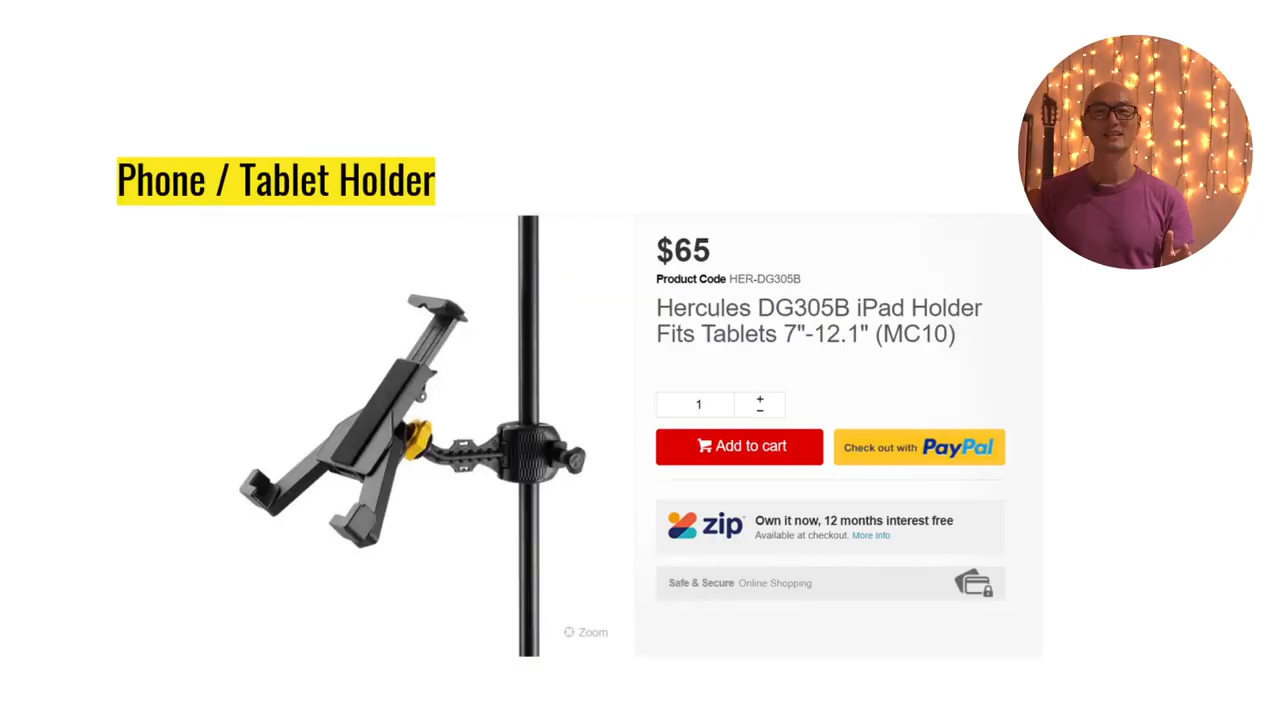 Phone / Tablet Holder
$65
Product Code HER-DG305B
Hercules DG305B iPad Holder
Fits Tablets 7"-12.1" (MC10)
1
+
−
Add to cart
Check out with PayPal
zip
Own it now, 12 months interest free
Available at checkout. More info
Safe & Secure Online Shopping
Zoom